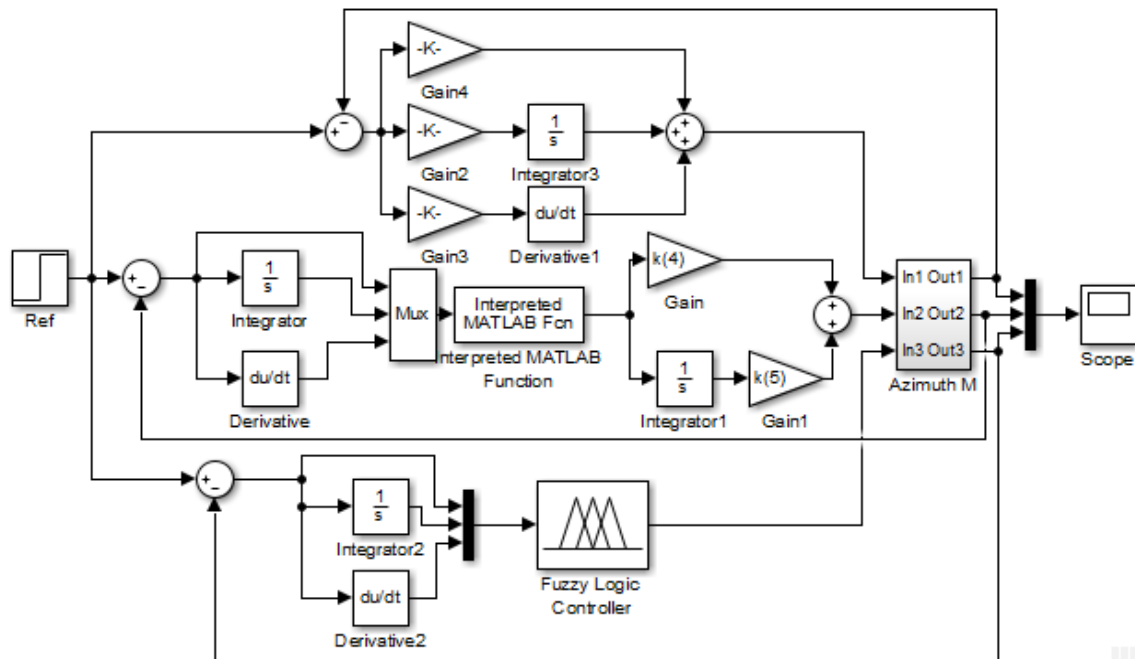 -K-
Gain4
-K-
1
s
Gain2
Integrator3
-K-
du/dt
Gain3
Derivative1
Ref
1
s
Integrator
du/dt
Derivative
Mux
Interpreted
MATLAB Fcn
Interpreted MATLAB
Function
k(4)
Gain
1
s
Integrator1
k(5)
Gain1
In1 Out1
In2 Out2
In3 Out3
Azimuth M
Scope
1
s
Integrator2
du/dt
Derivative2
Fuzzy Logic
Controller